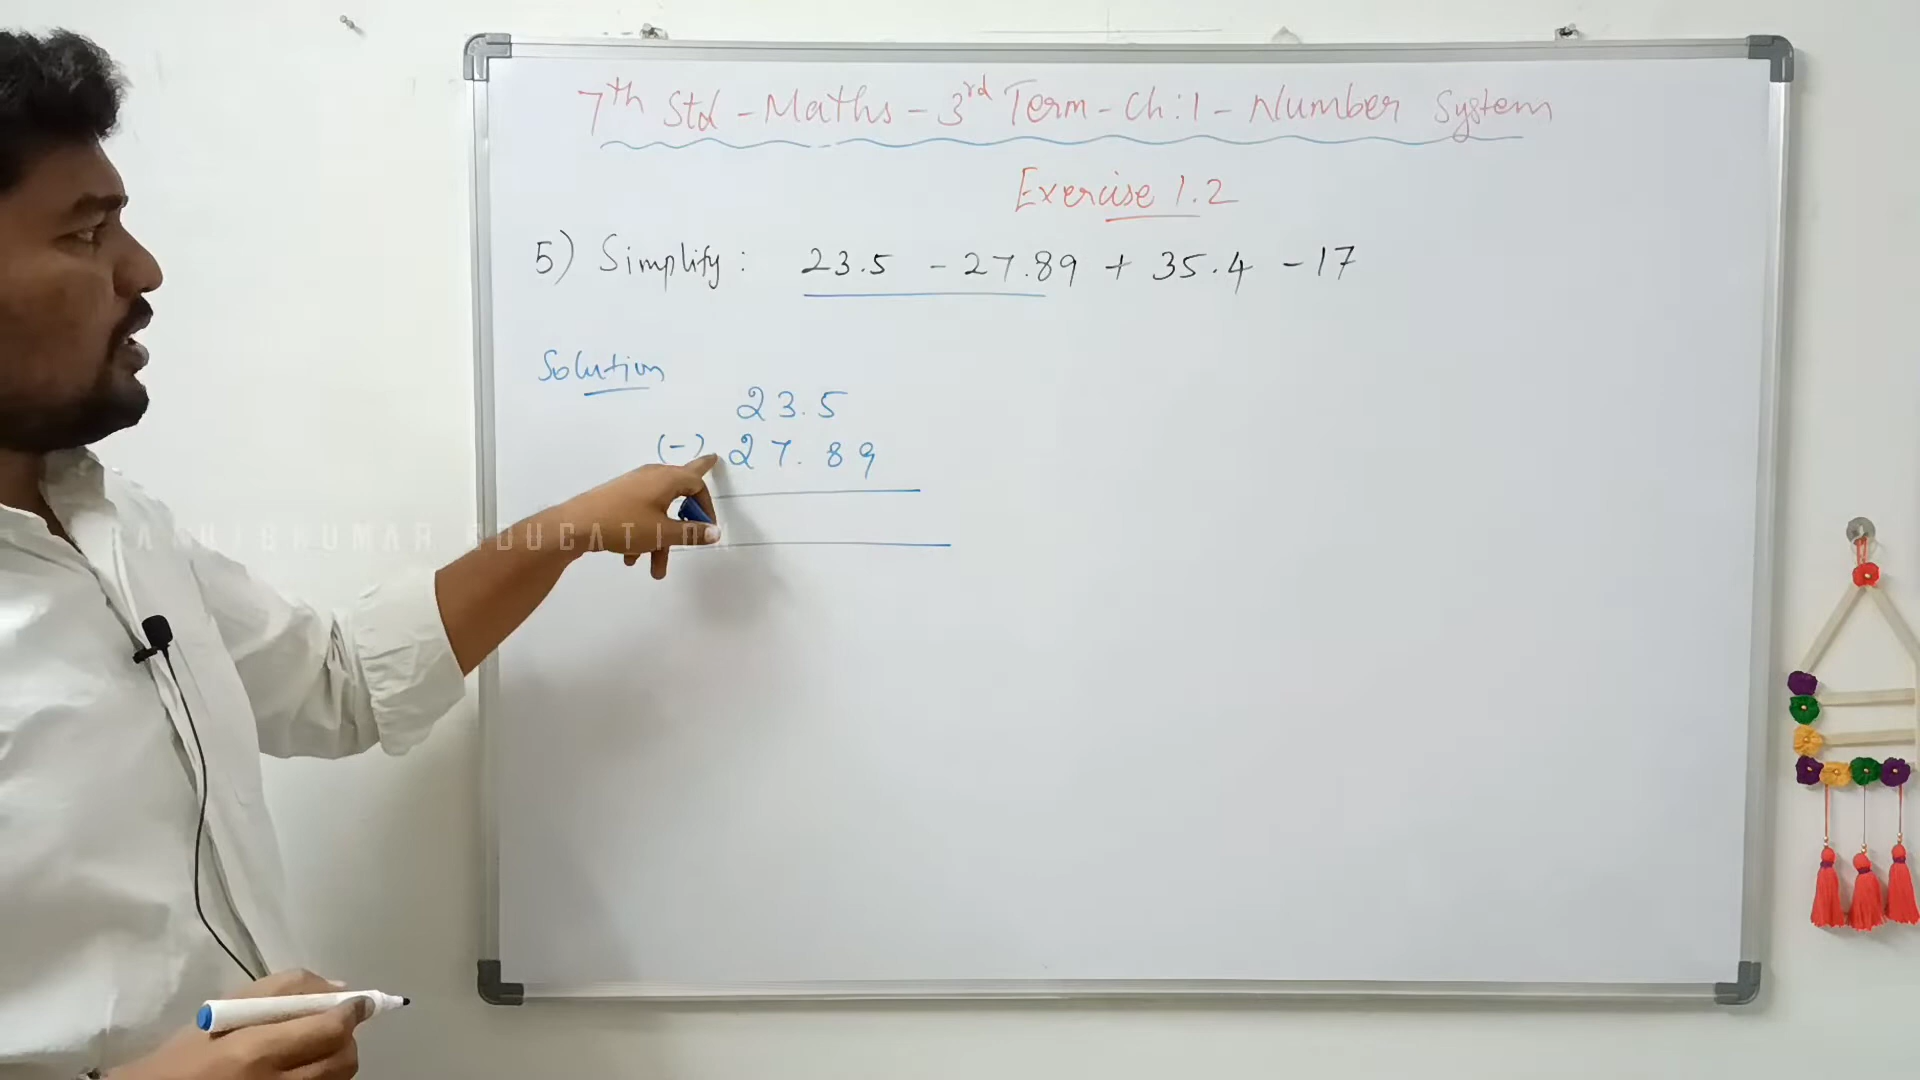 7th Std - Maths - 3rd Term - Ch:1 - Number System
Exercise 1.2
5) Simplify: 23.5 - 27.89 + 35.4 - 17
Solution
23.5
(-) 27.89
EDUCATION